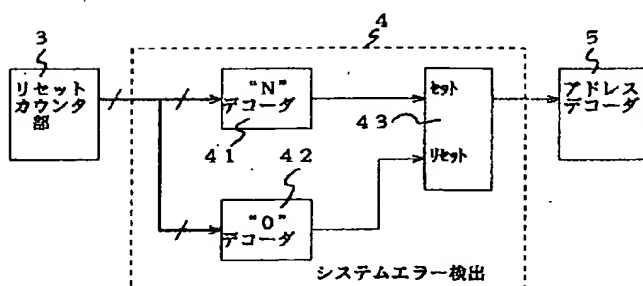 3
リセット
カウンタ
部
4
“N”
デコーダ
41
“0”
デコーダ
42
セット
43
リセット
5
アドレス
デコーダ
システムエラー検出